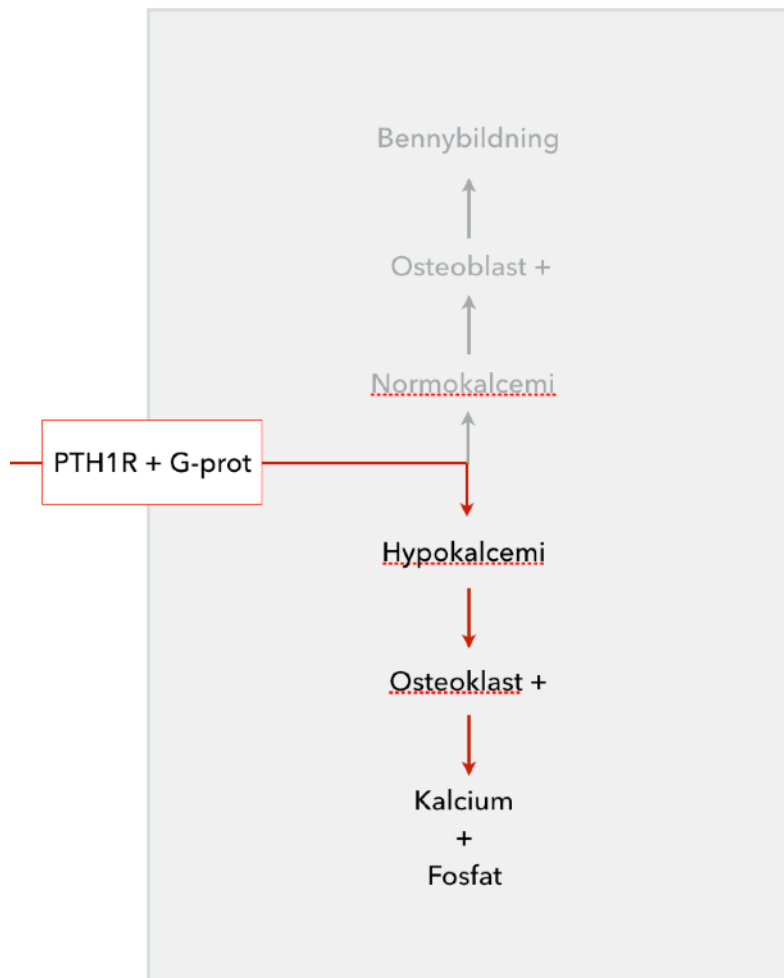 Bennybildning
Osteoblast +
Normokalcemi
PTH1R + G-prot
Hypokalcemi
Osteoklast +
Kalcium
+
Fosfat